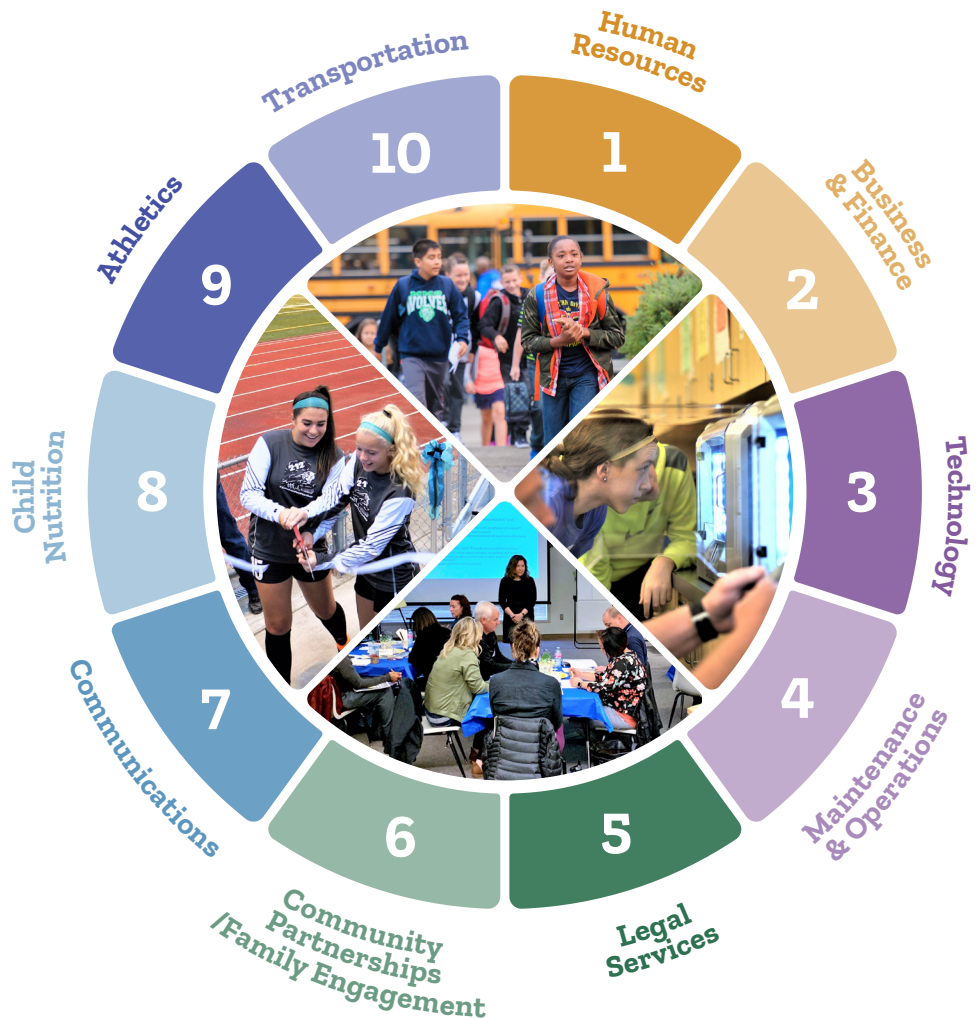 Human
Resources
1
Business
& Finance
2
Technology
3
Maintenance
& Operations
4
Legal
Services
5
Community
Partnerships
/Family Engagement
6
Communications
7
Child
Nutrition
8
Athletics
9
Transportation
10
WOLVES